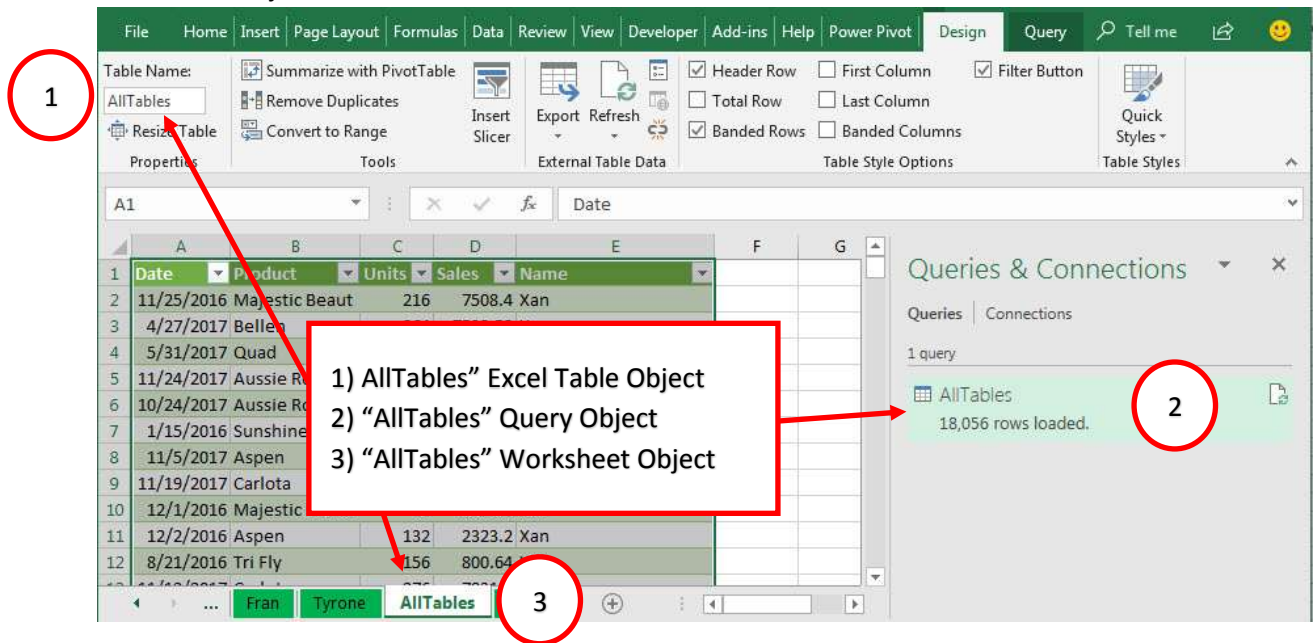 File Home Insert Page Layout Formulas Data Review View Developer Add-ins Help Power Pivot Design Query Tell me
1
Table Name:
AllTables
Resize Table
Properties
Summarize with PivotTable
Remove Duplicates
Convert to Range
Tools
Insert
Slicer
Export Refresh
External Table Data
Header Row First Column Filter Button
Total Row Last Column
Banded Rows Banded Columns
Table Style Options
Quick
Styles
Table Styles
A1 fx Date
A B C D E F G
1 Date Product Units Sales Name
2 11/25/2016 Majestic Beaut 216 7508.4 Xan
3 4/27/2017 Bellen
4 5/31/2017 Quad
5 11/24/2017 Aussie
6 10/24/2017 Aussie
7 1/15/2016 Sunshine
8 11/5/2017 Aspen
9 11/19/2017 Carlota
10 12/1/2016 Majestic
11 12/2/2016 Aspen 132 2323.2 Xan
12 8/21/2016 Tri Fly 156 800.64
1) AllTables” Excel Table Object
2) “AllTables” Query Object
3) “AllTables” Worksheet Object
... Fran Tyrone AllTables
3
Queries & Connections
Queries | Connections
1 query
AllTables
18,056 rows loaded.
2